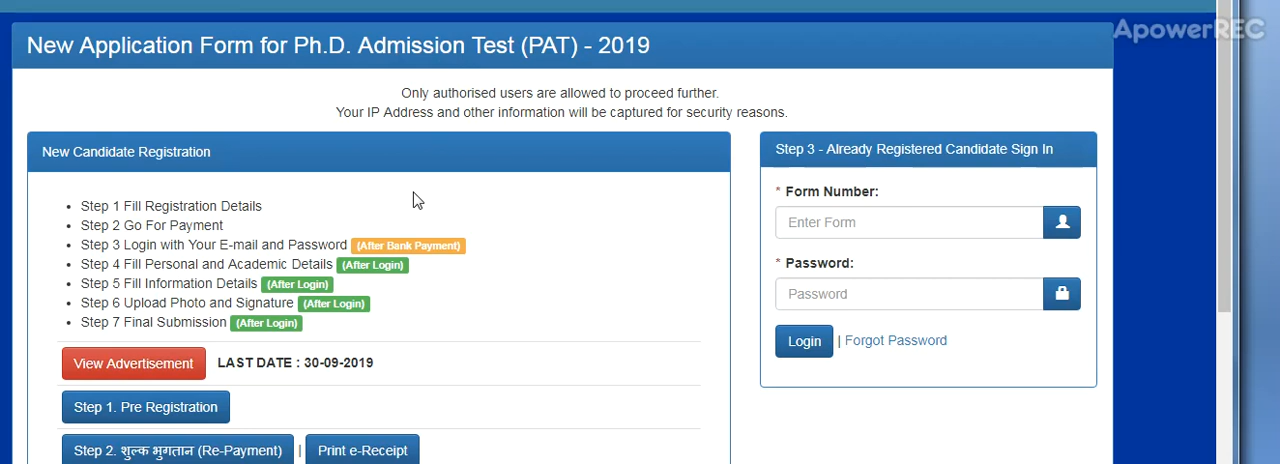 ApowerREC
New Application Form for Ph.D. Admission Test (PAT) - 2019
Only authorised users are allowed to proceed further.
Your IP Address and other information will be captured for security reasons.
New Candidate Registration
Step 1 Fill Registration Details
Step 2 Go For Payment
Step 3 Login with Your E-mail and Password (After Bank Payment)
Step 4 Fill Personal and Academic Details (After Login)
Step 5 Fill Information Details (After Login)
Step 6 Upload Photo and Signature (After Login)
Step 7 Final Submission (After Login)
View Advertisement LAST DATE : 30-09-2019
Step 1. Pre Registration
Step 2. शुल्क भुगतान (Re-Payment) | Print e-Receipt
Step 3 - Already Registered Candidate Sign In
* Form Number:
Enter Form
* Password:
Password
Login | Forgot Password